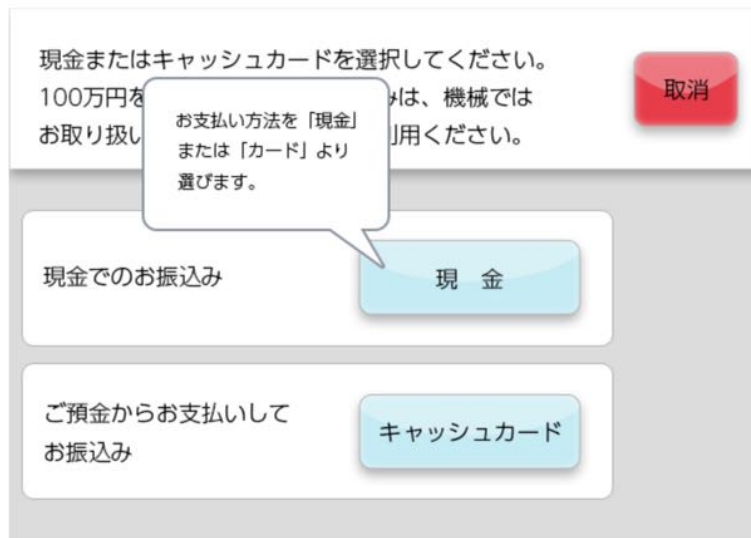 現金またはキャッシュカードを選択してください。
100万円を みは、機械では
お取り扱い 用ください。
取消
お支払い方法を「現金」
または「カード」より
選びます。
現金でのお振込み
現 金
ご預金からお支払いして
お振込み
キャッシュカード